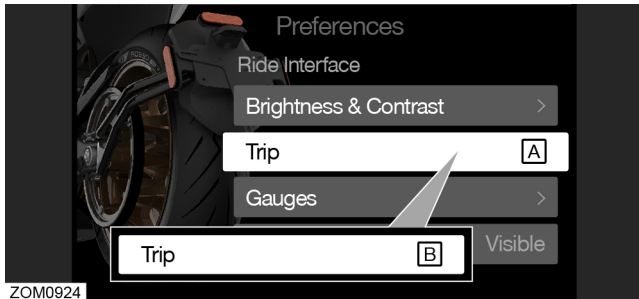 Preferences
Ride Interface
Brightness & Contrast >
Trip A
Gauges >
Visible
Trip B
ZOM0924